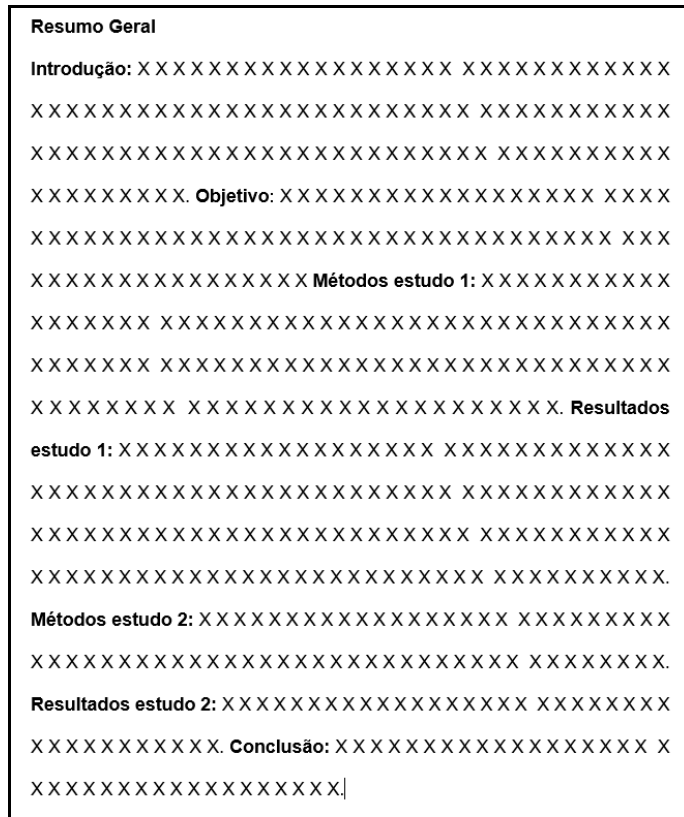 Resumo Geral
Introdução: X X X X X X X X X X X X X X X X X X X X X X X X X X X X X X
X X X X X X X X X X X X X X X X X X X X X X X X X X X X X X X X X X X X
X X X X X X X X X X X X X X X X X X X X X X X X X X X X X X X X X X X X
X X X X X X X X X. Objetivo: X X X X X X X X X X X X X X X X X X X X X X
X X X X X X X X X X X X X X X X X X X X X X X X X X X X X X X X X X X X
X X X X X X X X X X X X X X X X Métodos estudo 1: X X X X X X X X X X X
X X X X X X X X X X X X X X X X X X X X X X X X X X X X X X X X X X X X
X X X X X X X X X X X X X X X X X X X X X X X X X X X X X X X X X X X X
X X X X X X X X X X X X X X X X X X X X X X X X X X X X X. Resultados
estudo 1: X X X X X X X X X X X X X X X X X X X X X X X X X X X X X X X
X X X X X X X X X X X X X X X X X X X X X X X X X X X X X X X X X X X X
X X X X X X X X X X X X X X X X X X X X X X X X X X X X X X X X X X X X
X X X X X X X X X X X X X X X X X X X X X X X X X X X X X X X X X X X X.
Métodos estudo 2: X X X X X X X X X X X X X X X X X X X X X X X X X X X
X X X X X X X X X X X X X X X X X X X X X X X X X X X X X X X X X X X X.
Resultados estudo 2: X X X X X X X X X X X X X X X X X X X X X X X X X X
X X X X X X X X X X X. Conclusão: X X X X X X X X X X X X X X X X X X X
X X X X X X X X X X X X X X X X X X.